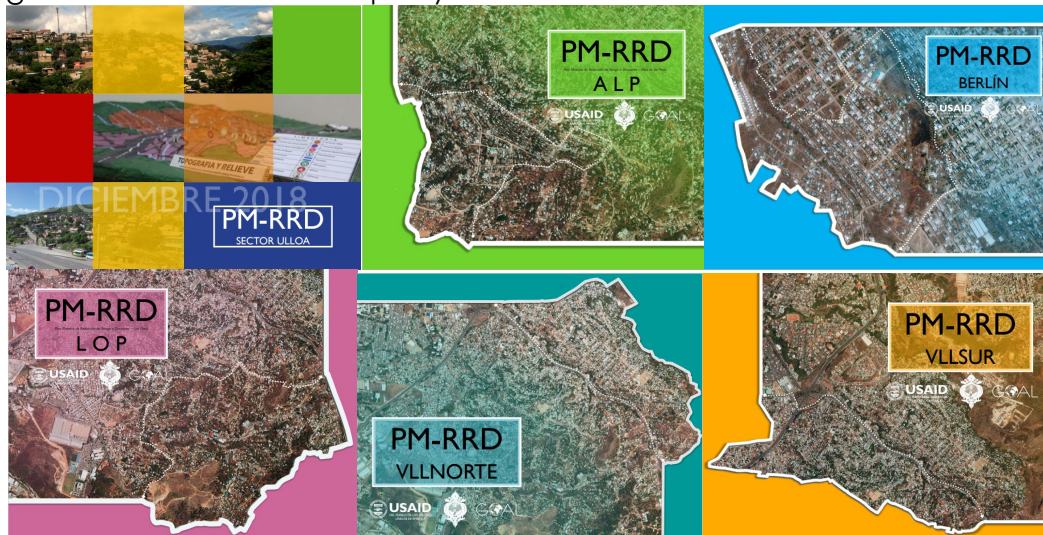 TOPOGRAFIA Y RELIEVE
DICIEMBRE 2018
PM-RRD
SECTOR ULLOA
PM-RRD
A L P
USAID
GOAL
PM-RRD
BERLÍN
USAID
GOAL
PM-RRD
L O P
USAID
GOAL
PM-RRD
VLLNORTE
USAID
GOAL
PM-RRD
VLLSUR
USAID
GOAL